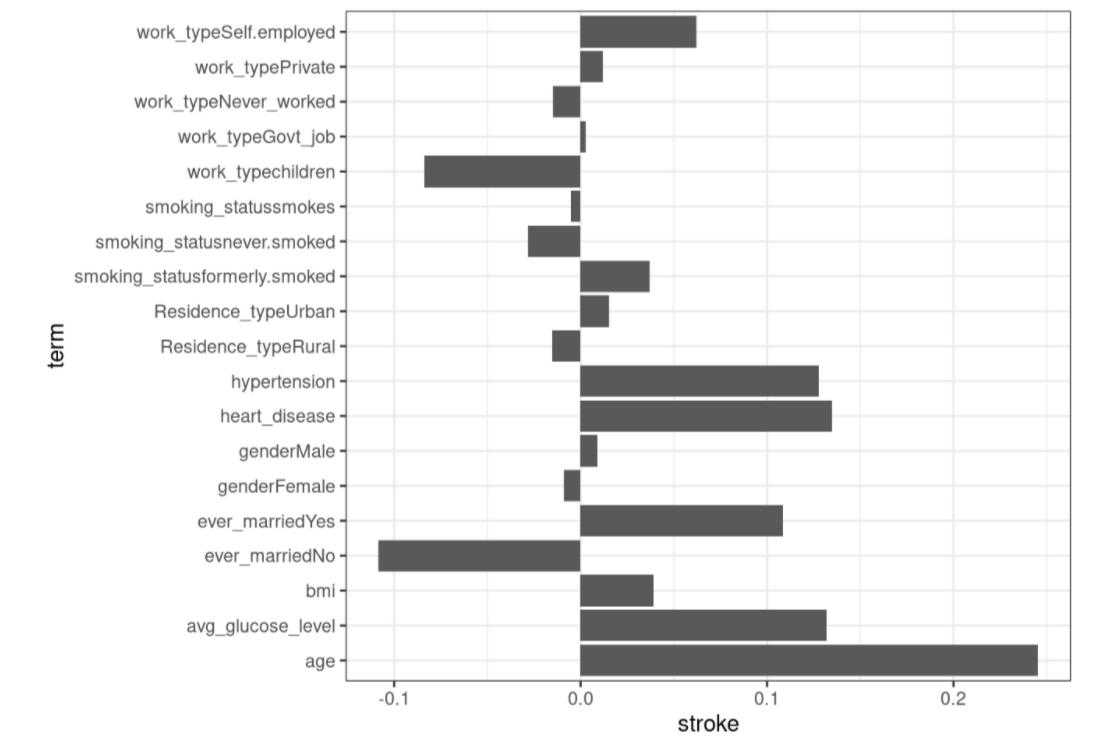 work_typeSelf.employed
work_typePrivate
work_typeNever_worked
work_typeGovt_job
work_typechildren
smoking_statussmokes
smoking_statusnever.smoked
smoking_statusformerly.smoked
Residence_typeUrban
Residence_typeRural
hypertension
heart_disease
genderMale
genderFemale
ever_marriedYes
ever_marriedNo
bmi
avg_glucose_level
age
term
-0.1 0.0 0.1 0.2
stroke